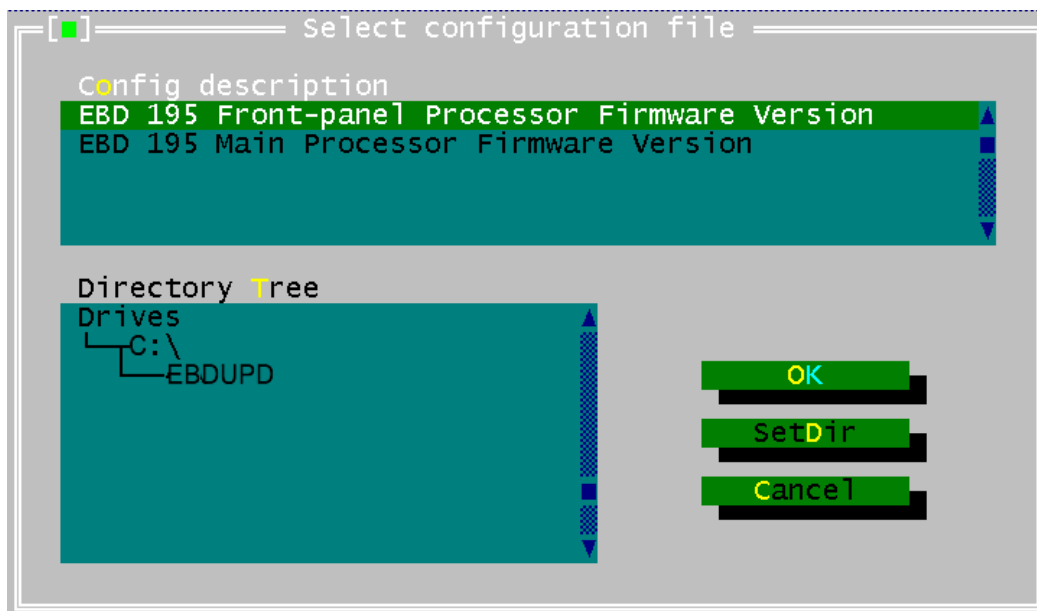 Select configuration file
Config description
EBD 195 Front-panel Processor Firmware Version
EBD 195 Main Processor Firmware Version
Directory Tree
Drives
C:\
EBDUPD
OK
SetDir
Cancel